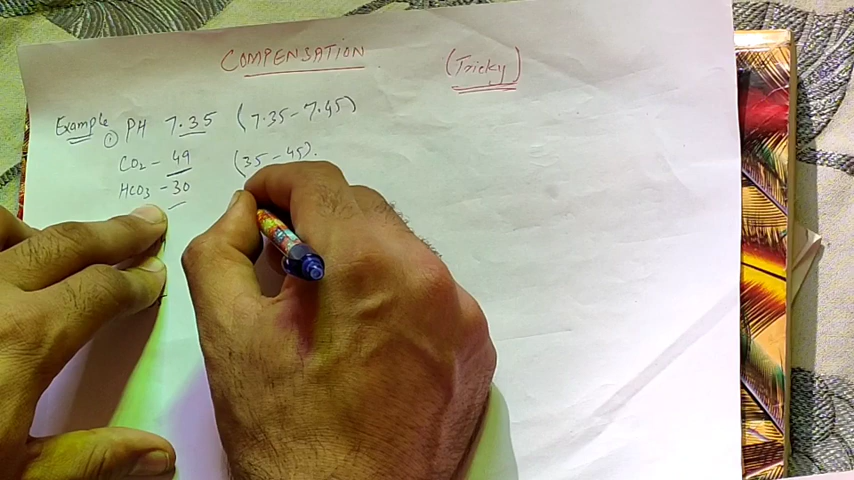 COMPENSATION (Tricky)
Example ① PH 7.35 (7.35-7.45)
CO2 - 49 (35-45).
HCO3 - 30